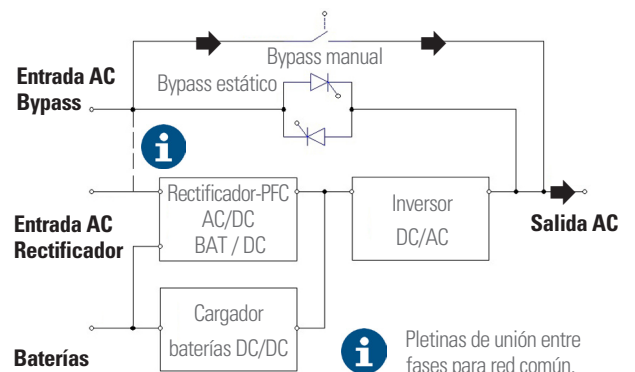 Bypass manual
Entrada AC
Bypass
Bypass estático
i
Rectificador-PFC
AC/DC
BAT / DC
Inversor
DC/AC
Entrada AC
Rectificador
Salida AC
Cargador
baterías DC/DC
Baterías
i
Pletinas de unión entre
fases para red común.